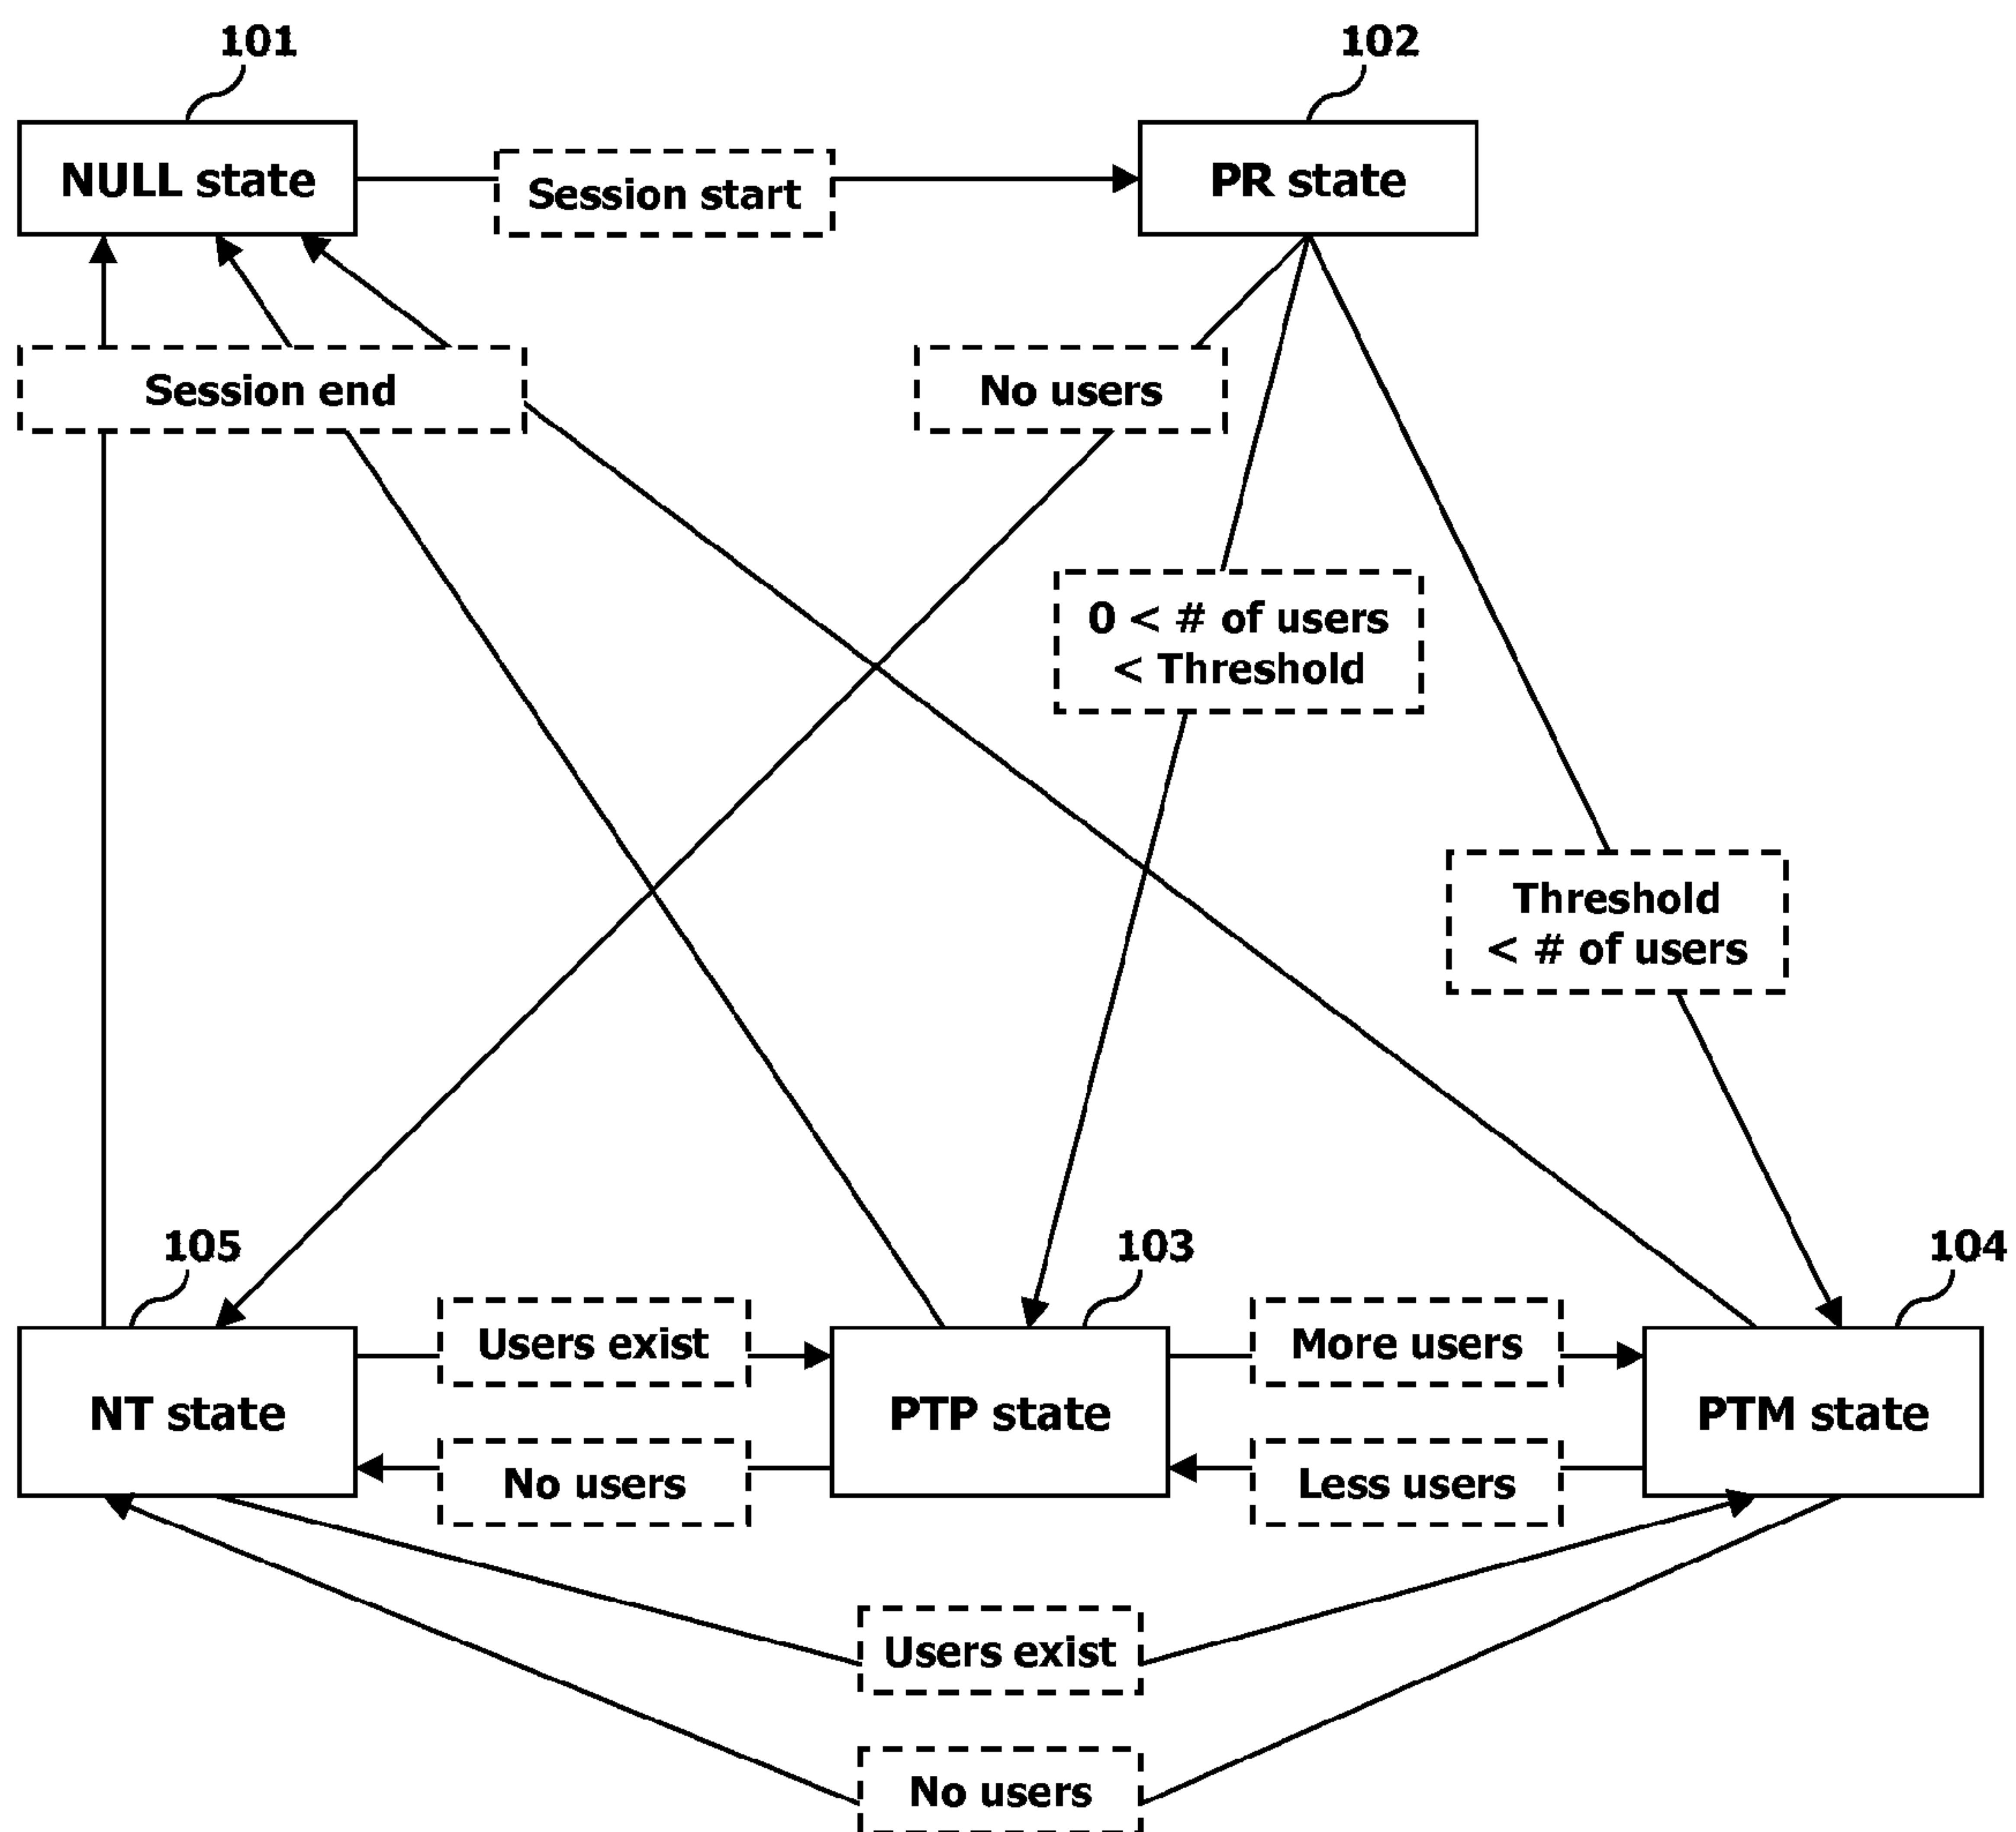 101
102
NULL state
Session start
PR state
Session end
No users
0 < # of users
< Threshold
Threshold
< # of users
105
103
104
Users exist
More users
NT state
PTP state
PTM state
No users
Less users
Users exist
No users